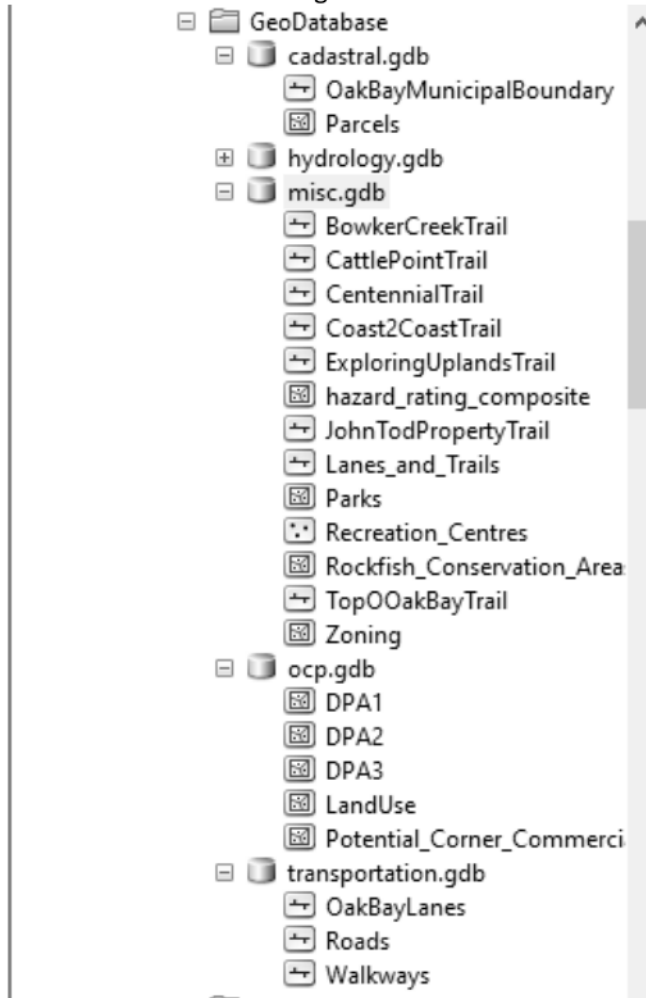 GeoDatabase
cadastral.gdb
OakBayMunicipalBoundary
Parcels
hydrology.gdb
misc.gdb
BowkerCreekTrail
CattlePointTrail
CentennialTrail
Coast2CoastTrail
ExploringUplandsTrail
hazard_rating_composite
JohnTodPropertyTrail
Lanes_and_Trails
Parks
Recreation_Centres
Rockfish_Conservation_Area
TopOOakBayTrail
Zoning
ocp.gdb
DPA1
DPA2
DPA3
LandUse
Potential_Corner_Commerci
transportation.gdb
OakBayLanes
Roads
Walkways